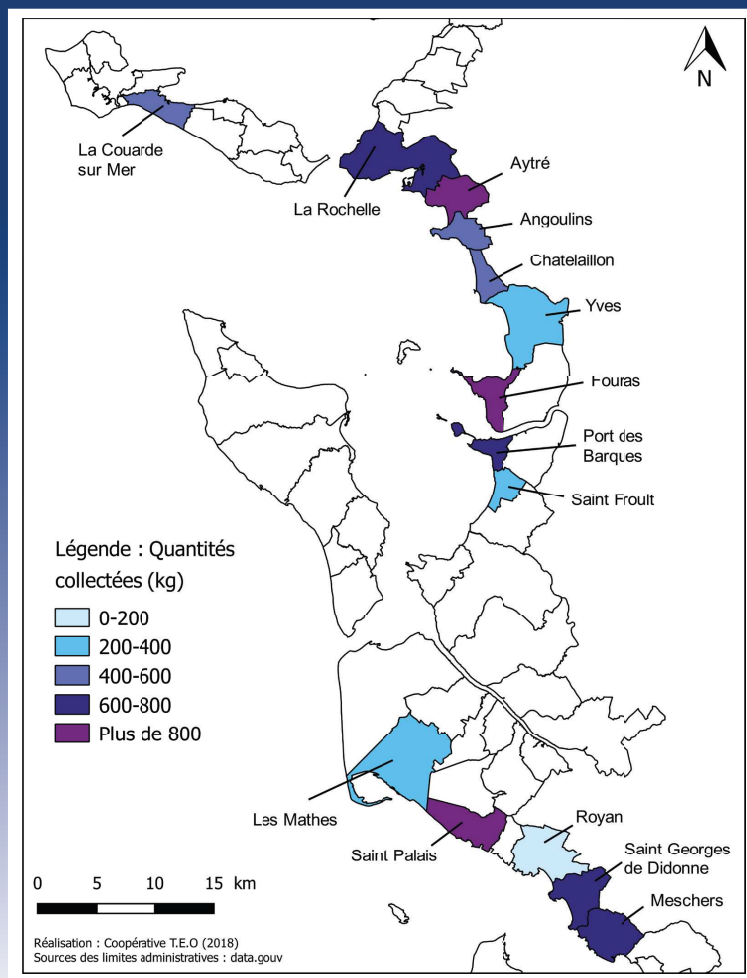 N
La Couarde
sur Mer
La Rochelle
Aytré
Angoulins
Chatelaillon
Yves
Fouras
Port des
Barques
Saint Froult
Légende : Quantités
collectées (kg)
0-200
200-400
400-600
600-800
Plus de 800
Les Mathes
Saint Palais
Royan
Saint Georges
de Didonne
Meschers
0 5 10 15 km
Réalisation : Coopérative T.E.O (2018)
Sources des limites administratives : data.gouv